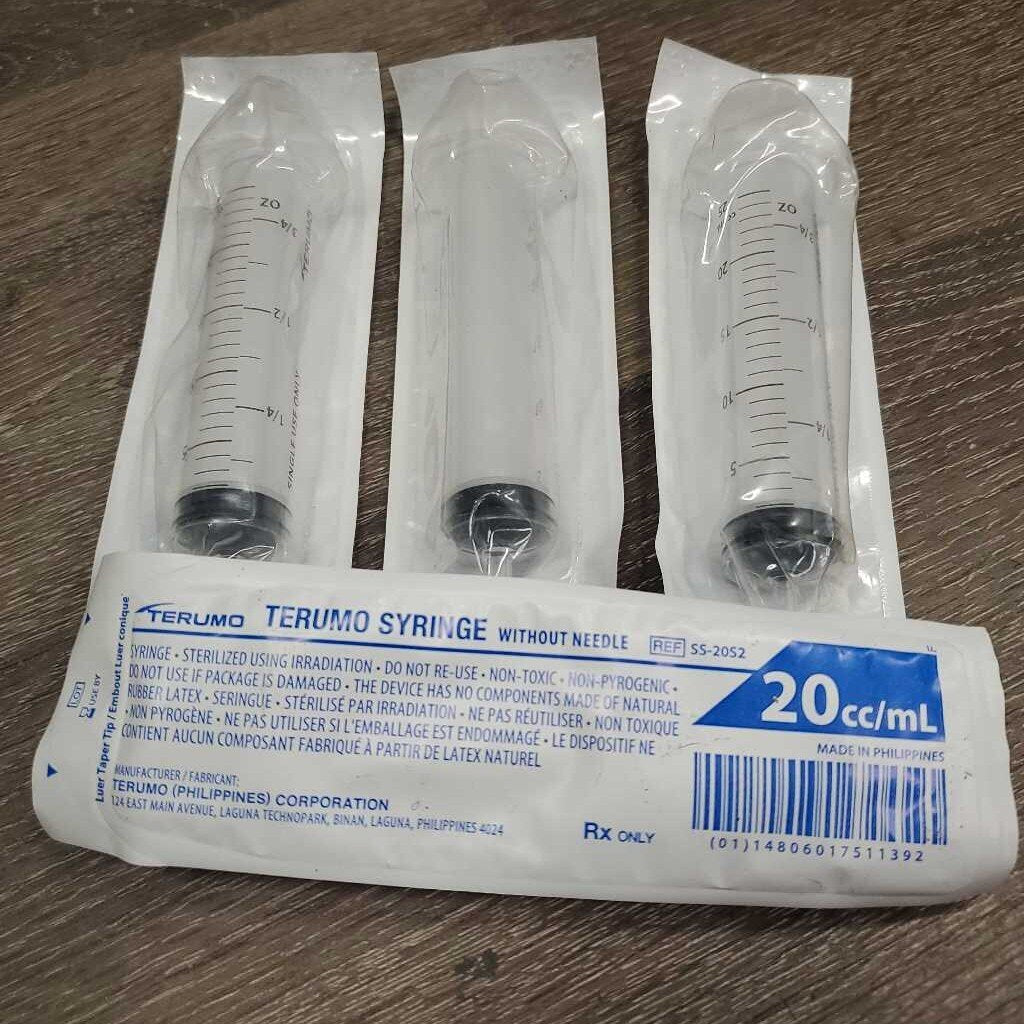 OZ
3/4
1/2
1/4
TERUMO
SINGLE USE ONLY
25
OZ
3/4
20
1/2
15
10
1/4
5
TERUMO TERUMO SYRINGE WITHOUT NEEDLE REF SS-20S2
SYRINGE • STERILIZED USING IRRADIATION • DO NOT RE-USE • NON-TOXIC • NON-PYROGENIC •
DO NOT USE IF PACKAGE IS DAMAGED • THE DEVICE HAS NO COMPONENTS MADE OF NATURAL
RUBBER LATEX • SERINGUE • STÉRILISÉ PAR IRRADIATION • NE PAS RÉUTILISER • NON TOXIQUE
• NON PYROGÈNE • NE PAS UTILISER SI L'EMBALLAGE EST ENDOMMAGÉ • LE DISPOSITIF NE
CONTIENT AUCUN COMPOSANT FABRIQUÉ À PARTIR DE LATEX NATUREL
20 cc/mL
MADE IN PHILIPPINES
MANUFACTURER / FABRICANT:
TERUMO (PHILIPPINES) CORPORATION
124 EAST MAIN AVENUE, LAGUNA TECHNOPARK, BINAN, LAGUNA, PHILIPPINES 4024
Rx ONLY
(01)14806017511392
Luer Taper Tip / Embout Luer conique
LOT
USE BY